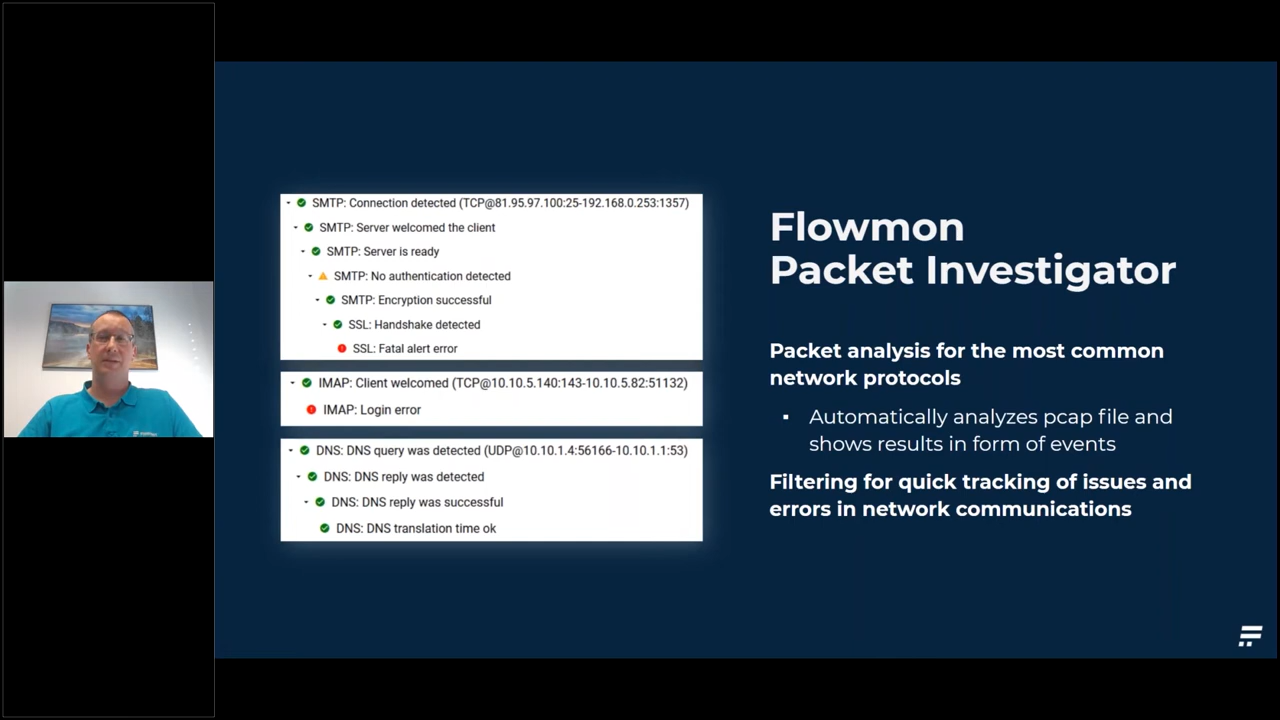 SMTP: Connection detected (TCP@81.95.97.100:25-192.168.0.253:1357)
SMTP: Server welcomed the client
SMTP: Server is ready
SMTP: No authentication detected
SMTP: Encryption successful
SSL: Handshake detected
SSL: Fatal alert error
IMAP: Client welcomed (TCP@10.10.5.140:143-10.10.5.82:51132)
IMAP: Login error
DNS: DNS query was detected (UDP@10.10.1.4:56166-10.10.1.1:53)
DNS: DNS reply was detected
DNS: DNS reply was successful
DNS: DNS translation time ok
Flowmon
Packet Investigator
Packet analysis for the most common
network protocols
▪ Automatically analyzes pcap file and
shows results in form of events
Filtering for quick tracking of issues and
errors in network communications